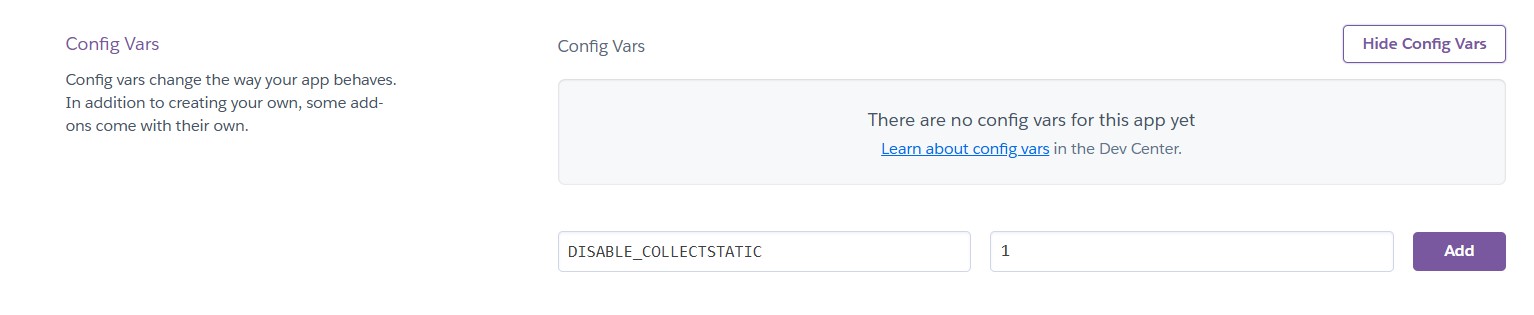 Config Vars
Config vars change the way your app behaves.
In addition to creating your own, some add-
ons come with their own.
Config Vars
Hide Config Vars
There are no config vars for this app yet
Learn about config vars in the Dev Center.
DISABLE_COLLECTSTATIC
1
Add